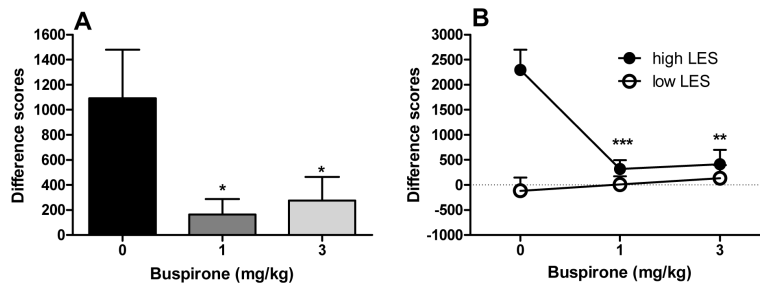 A
Difference scores
1600
1400
1200
1000
800
600
400
200
0
*
*
0 1 3
Buspirone (mg/kg)
B
Difference scores
3000
2500
2000
1500
1000
500
0
-500
-1000
high LES
low LES
***
**
0 1 3
Buspirone (mg/kg)